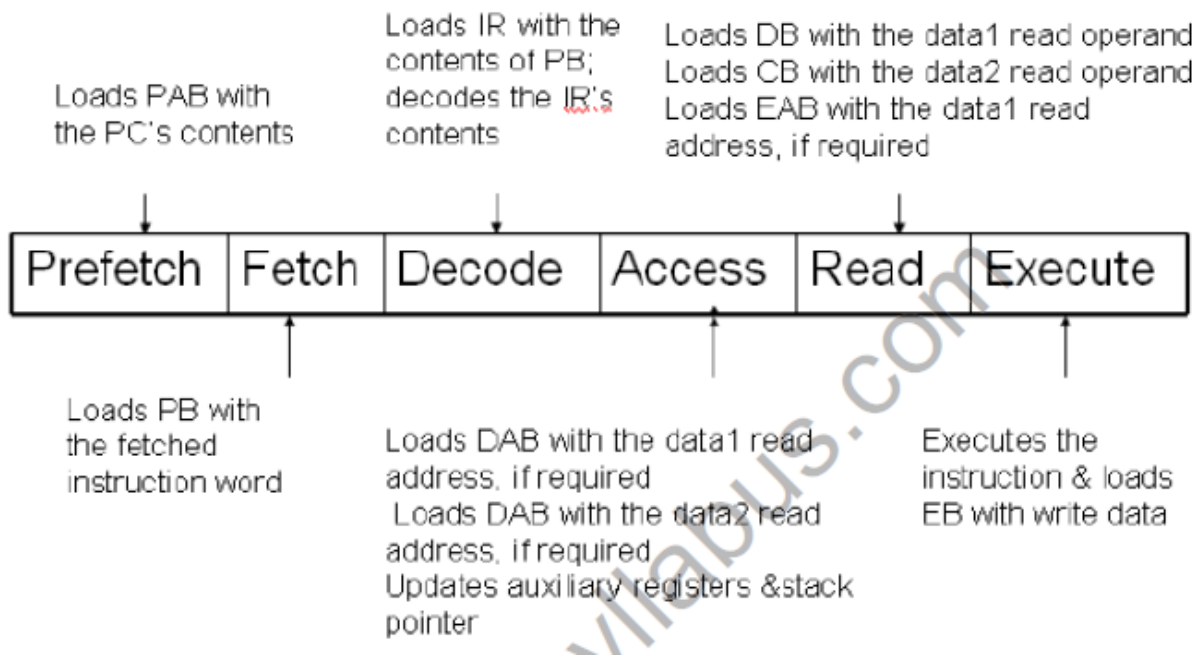 Loads PAB with
the PC's contents
Loads IR with the
contents of PB;
decodes the IR's
contents
Loads DB with the data1 read operand
Loads CB with the data2 read operand
Loads EAB with the data1 read
address, if required
Prefetch
Fetch
Decode
Access
Read
Execute
Loads PB with
the fetched
instruction word
Loads DAB with the data1 read
address, if required
Loads DAB with the data2 read
address, if required
Updates auxiliary registers &stack
pointer
Executes the
instruction & loads
EB with write data
yllabus.com